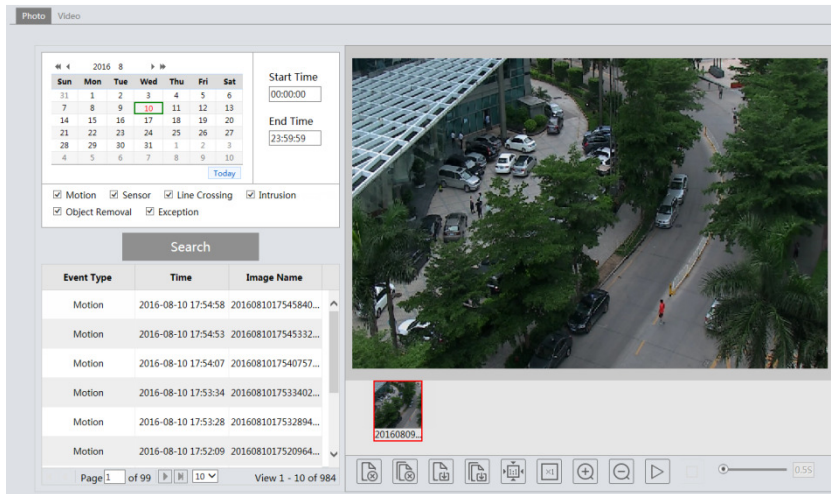 Photo Video
2016 8
Sun Mon Tue Wed Thu Fri Sat
31 1 2 3 4 5 6
7 8 9 10 11 12 13
14 15 16 17 18 19 20
21 22 23 24 25 26 27
28 29 30 31 1 2 3
4 5 6 7 8 9 10
Today
Start Time
00:00:00
End Time
23:59:59
Motion Sensor Line Crossing Intrusion
Object Removal Exception
Search
Event Type Time Image Name
Motion 2016-08-10 17:54:58 2016081017545840...
Motion 2016-08-10 17:54:53 2016081017545332...
Motion 2016-08-10 17:54:07 2016081017540757...
Motion 2016-08-10 17:53:34 2016081017533402...
Motion 2016-08-10 17:53:28 2016081017532894...
Motion 2016-08-10 17:52:09 2016081017520964...
Page 1 of 99 10 View 1 - 10 of 984
20160809...
1:1 ×1 0.5S